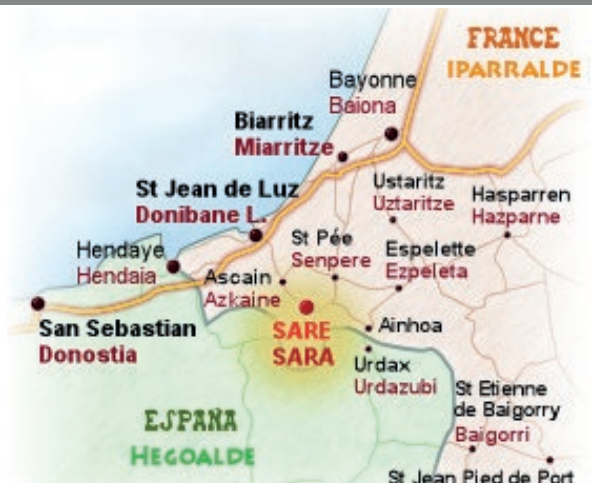 FRANCE
IPARRALDE
Bayonne
Baiona
Biarritz
Miarritze
St Jean de Luz
Donibane L.
Ustaritz
Uztaritze
Hasparren
Hazparne
Hendaye
Hendaia
St Pée
Senpere
Espelette
Ezpeleta
Ascain
Azkaine
San Sebastian
Donostia
SARE
SARA
Ainhoa
Urdax
Urdazubi
St Etienne
de Baigorry
Baigorri
ESPAÑA
HEGOALDE
St Jean Pied de Port